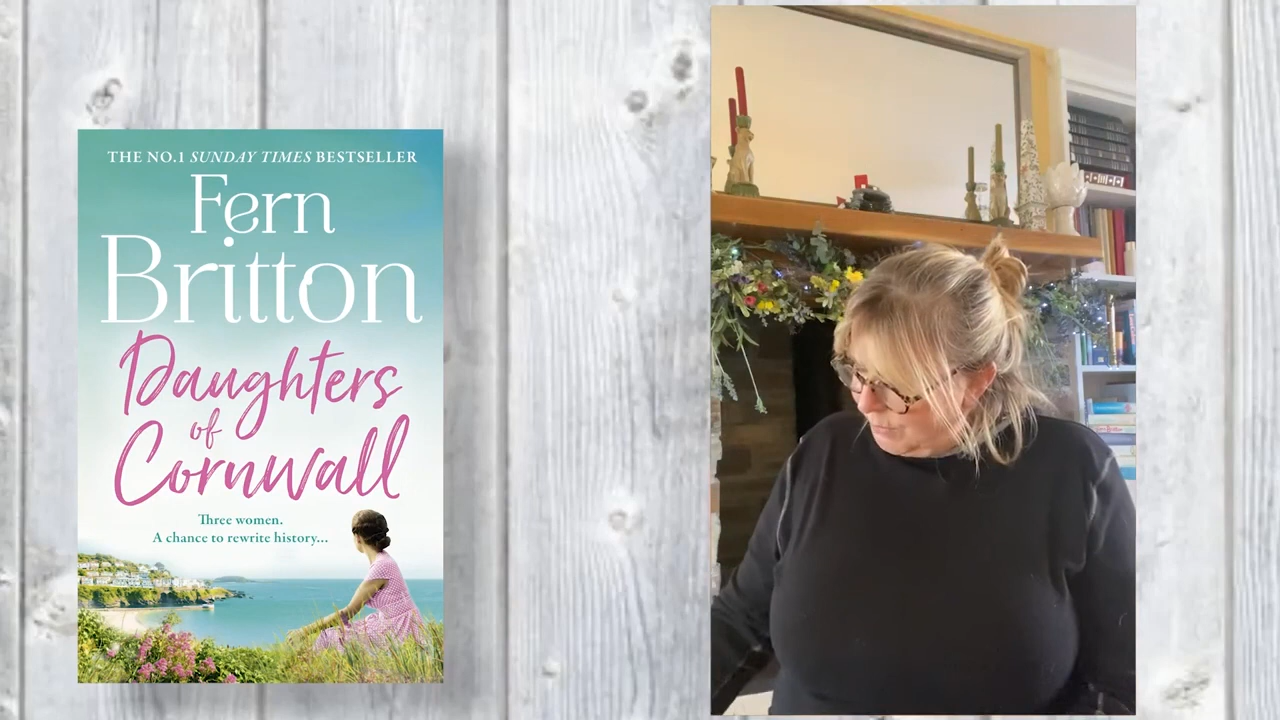 THE NO.1 SUNDAY TIMES BESTSELLER
Fern
Britton
Daughters
of
Cornwall
Three women.
A chance to rewrite history...